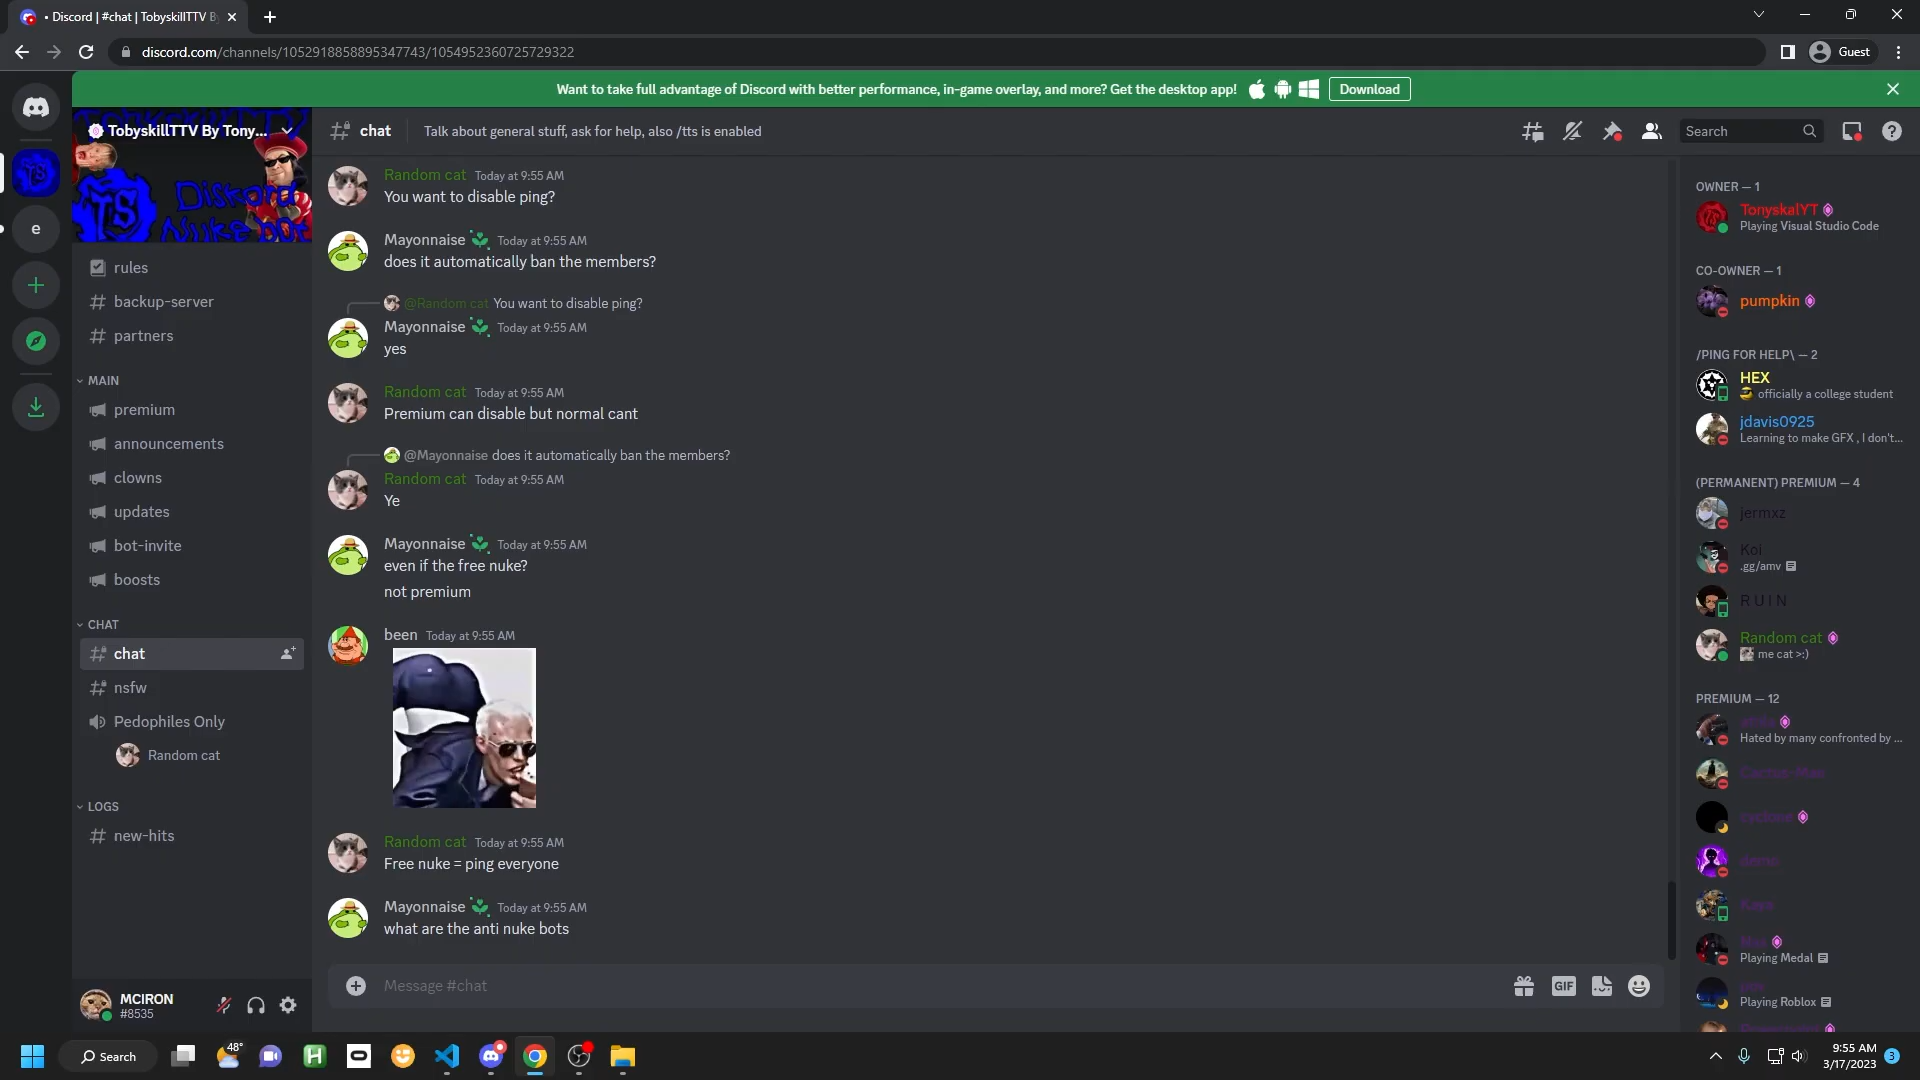 • Discord | #chat | TobyskillTTV B
discord.com/channels/1052918858895347743/1054952360725729322
Guest
Want to take full advantage of Discord with better performance, in-game overlay, and more? Get the desktop app!
Download
TobyskillTTV By Tony...
TS
Diskord
Nuke bot
e
rules
backup-server
partners
MAIN
premium
announcements
clowns
updates
bot-invite
boosts
CHAT
chat
nsfw
Pedophiles Only
Random cat
LOGS
new-hits
MCIRON
#8535
chat
Talk about general stuff, ask for help, also /tts is enabled
Search
Random cat Today at 9:55 AM
You want to disable ping?
Mayonnaise Today at 9:55 AM
does it automatically ban the members?
@Random cat You want to disable ping?
Mayonnaise Today at 9:55 AM
yes
Random cat Today at 9:55 AM
Premium can disable but normal cant
@Mayonnaise does it automatically ban the members?
Random cat Today at 9:55 AM
Ye
Mayonnaise Today at 9:55 AM
even if the free nuke?
not premium
been Today at 9:55 AM
Random cat Today at 9:55 AM
Free nuke = ping everyone
Mayonnaise Today at 9:55 AM
what are the anti nuke bots
Message #chat
GIF
OWNER — 1
TonyskalYT
Playing Visual Studio Code
CO-OWNER — 1
pumpkin
/PING FOR HELP\ — 2
HEX
officially a college student
jdavis0925
Learning to make GFX , I don't...
(PERMANENT) PREMIUM — 4
jermxz
Koi
.gg/amv
R U I N
Random cat
me cat >:)
PREMIUM — 12
Hated by many confronted by ...
Cactus-Man
cyclone
demo
Kaya
Playing Medal
Playing Roblox
Search
48°
9:55 AM
3/17/2023
3